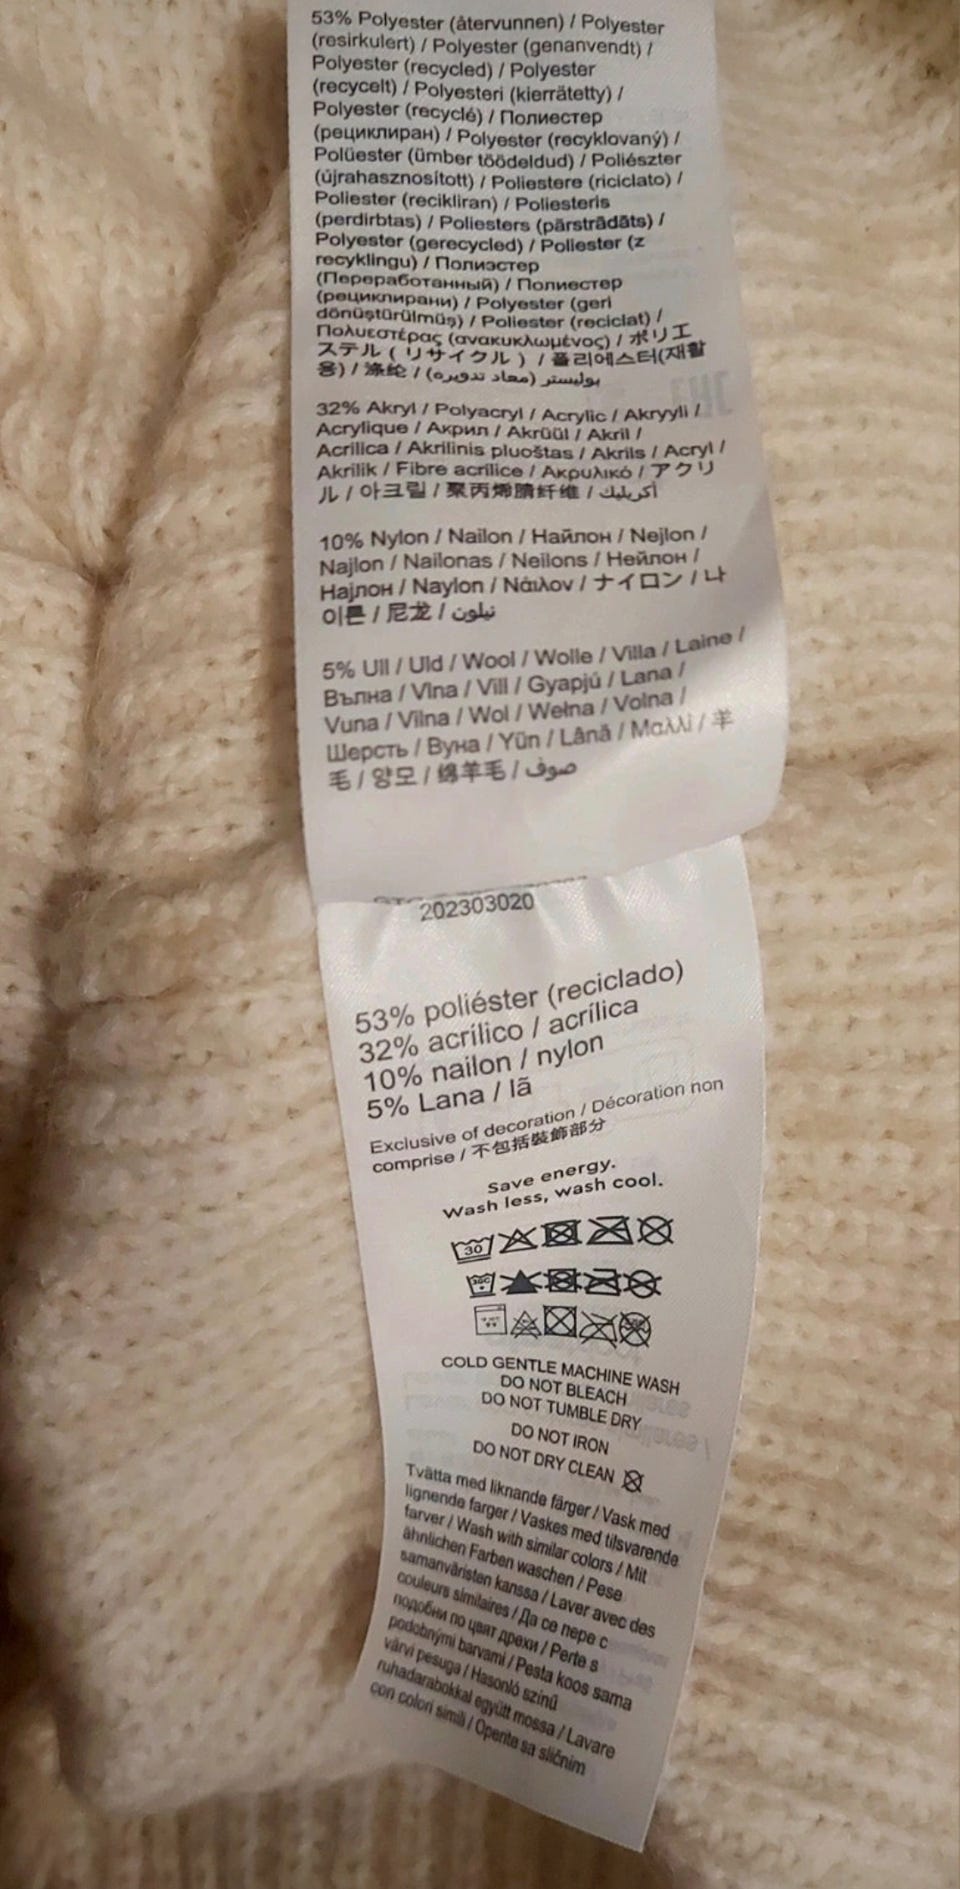 53% Polyester (återvunnen) / Polyester
(resirkulert) / Polyester (genanvendt) /
Polyester (recycled) / Polyester
(recycelt) / Polyesteri (kierrätetty) /
Polyester (recyclé) / Полиестер
(рециклиран) / Polyester (recyklovaný) /
Polüester (ümber töödeldud) / Poliészter
(újrahasznosított) / Poliestere (riciclato) /
Poliester (recikliran) / Poliesteris
(perdirbtas) / Poliesters (pārstrādāts) /
Polyester (gerecycled) / Poliester (z
recyklingu) / Полиэстер
(Переработанный) / Полиестер
(рециклирани) / Polyester (geri
dönüştürülmüş) / Poliester (reciclat) /
Πολυεστέρας (ανακυκλωμένος) / ポリエ
ステル ( リサイクル ) / 폴리에스터(재활
용) / 涤纶 / بوليستر (معاد تدويره)
32% Akryl / Polyacryl / Acrylic / Akryyli /
Acrylique / Акрил / Akrüül / Akril /
Acrilica / Akrilinis pluoštas / Akrils / Acryl /
Akrilik / Fibre acrilice / Ακρυλικό / アクリ
ル / 아크릴 / 聚丙烯腈纤维 / أكريليك
10% Nylon / Nailon / Найлон / Nejlon /
Najlon / Nailonas / Neilons / Нейлон /
Најлон / Naylon / Νάιλον / ナイロン / 나
이론 / 尼龙 / نيلون
5% Ull / Uld / Wool / Wolle / Villa / Laine /
Вълна / Vlna / Vill / Gyapjú / Lana /
Vuna / Vilna / Wol / Wełna / Volna /
Шерсть / Вуна / Yün / Lână / Μαλλί / 羊
毛 / 양모 / 绵羊毛 / صوف
202303020
53% poliéster (reciclado)
32% acrílico / acrílica
10% nailon / nylon
5% Lana / lã
Exclusive of decoration / Décoration non
comprise / 不包括裝飾部分
Save energy.
Wash less, wash cool.
30
30C
COLD GENTLE MACHINE WASH
DO NOT BLEACH
DO NOT TUMBLE DRY
DO NOT IRON
DO NOT DRY CLEAN
Tvätta med liknande färger / Vask med
lignende farger / Vaskes med tilsvarende
farver / Wash with similar colors / Mit
ähnlichen Farben waschen / Pese
samanväristen kanssa / Laver avec des
couleurs similaires / Да се пере с
подобни по цвят дрехи / Perte s
podobnými barvami / Pesta koos sama
värvi pesuga / Hasonló színű
ruhadarabokkal együtt mossa / Lavare
con colori simili / Operite sa sličnim